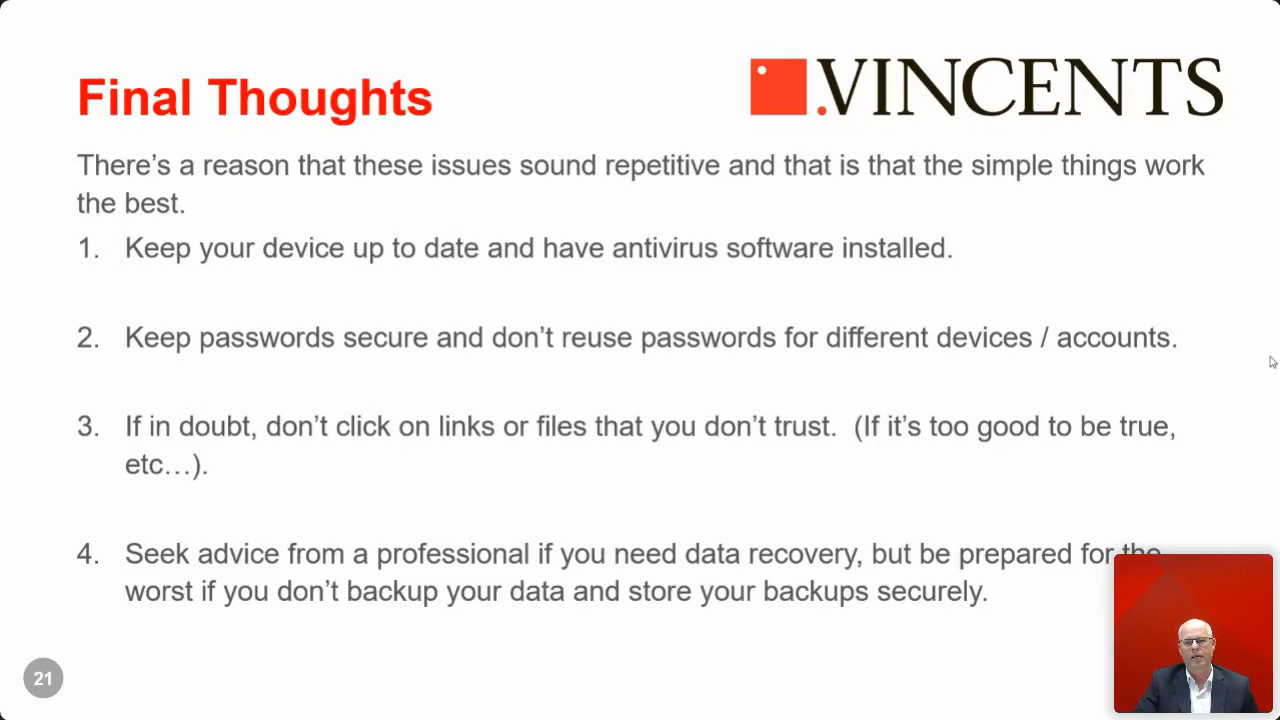 Final Thoughts
.VINCENTS
There’s a reason that these issues sound repetitive and that is that the simple things work
the best.
1. Keep your device up to date and have antivirus software installed.
2. Keep passwords secure and don’t reuse passwords for different devices / accounts.
3. If in doubt, don’t click on links or files that you don’t trust.  (If it’s too good to be true,
etc…).
4. Seek advice from a professional if you need data recovery, but be prepared for the
worst if you don’t backup your data and store your backups securely.
21